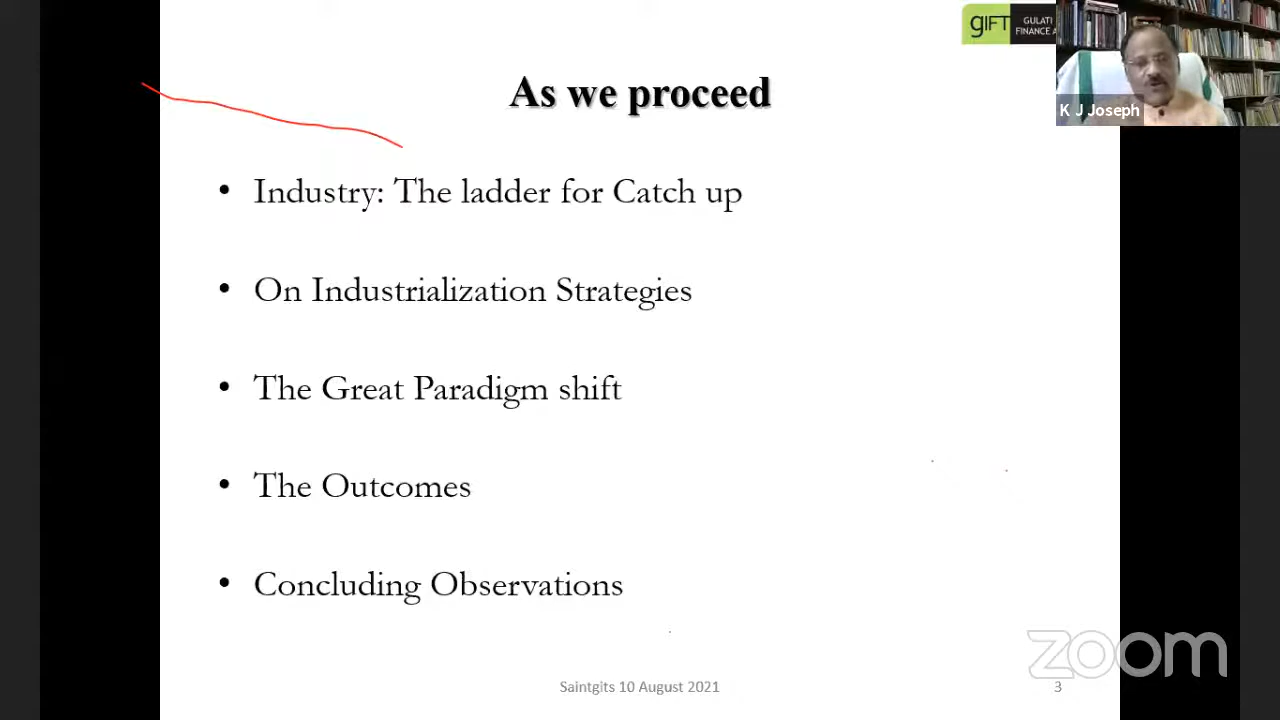 gift GULATI
FINANCE A
As we proceed
K J Joseph
• Industry: The ladder for Catch up
• On Industrialization Strategies
• The Great Paradigm shift
• The Outcomes
• Concluding Observations
zoom
Saintgits 10 August 2021
3